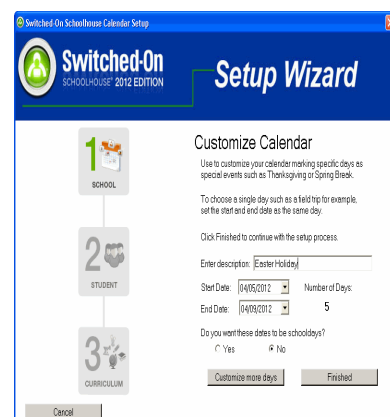 Switched-On Schoolhouse Calendar Setup
Switched-On
SCHOOLHOUSE® 2012 EDITION
Setup Wizard
1
SCHOOL
2
STUDENT
3
CURRICULUM
Customize Calendar
Use to customize your calendar marking specific days as
special events such as Thanksgiving or Spring Break.
To choose a single day such as a field trip for example,
set the start and end date as the same day.
Click Finished to continue with the setup process.
Enter description: Easter Holiday
Start Date: 04/05/2012 Number of Days:
End Date: 04/09/2012 5
Do you want these dates to be schooldays?
Yes No
Customize more days Finished
Cancel